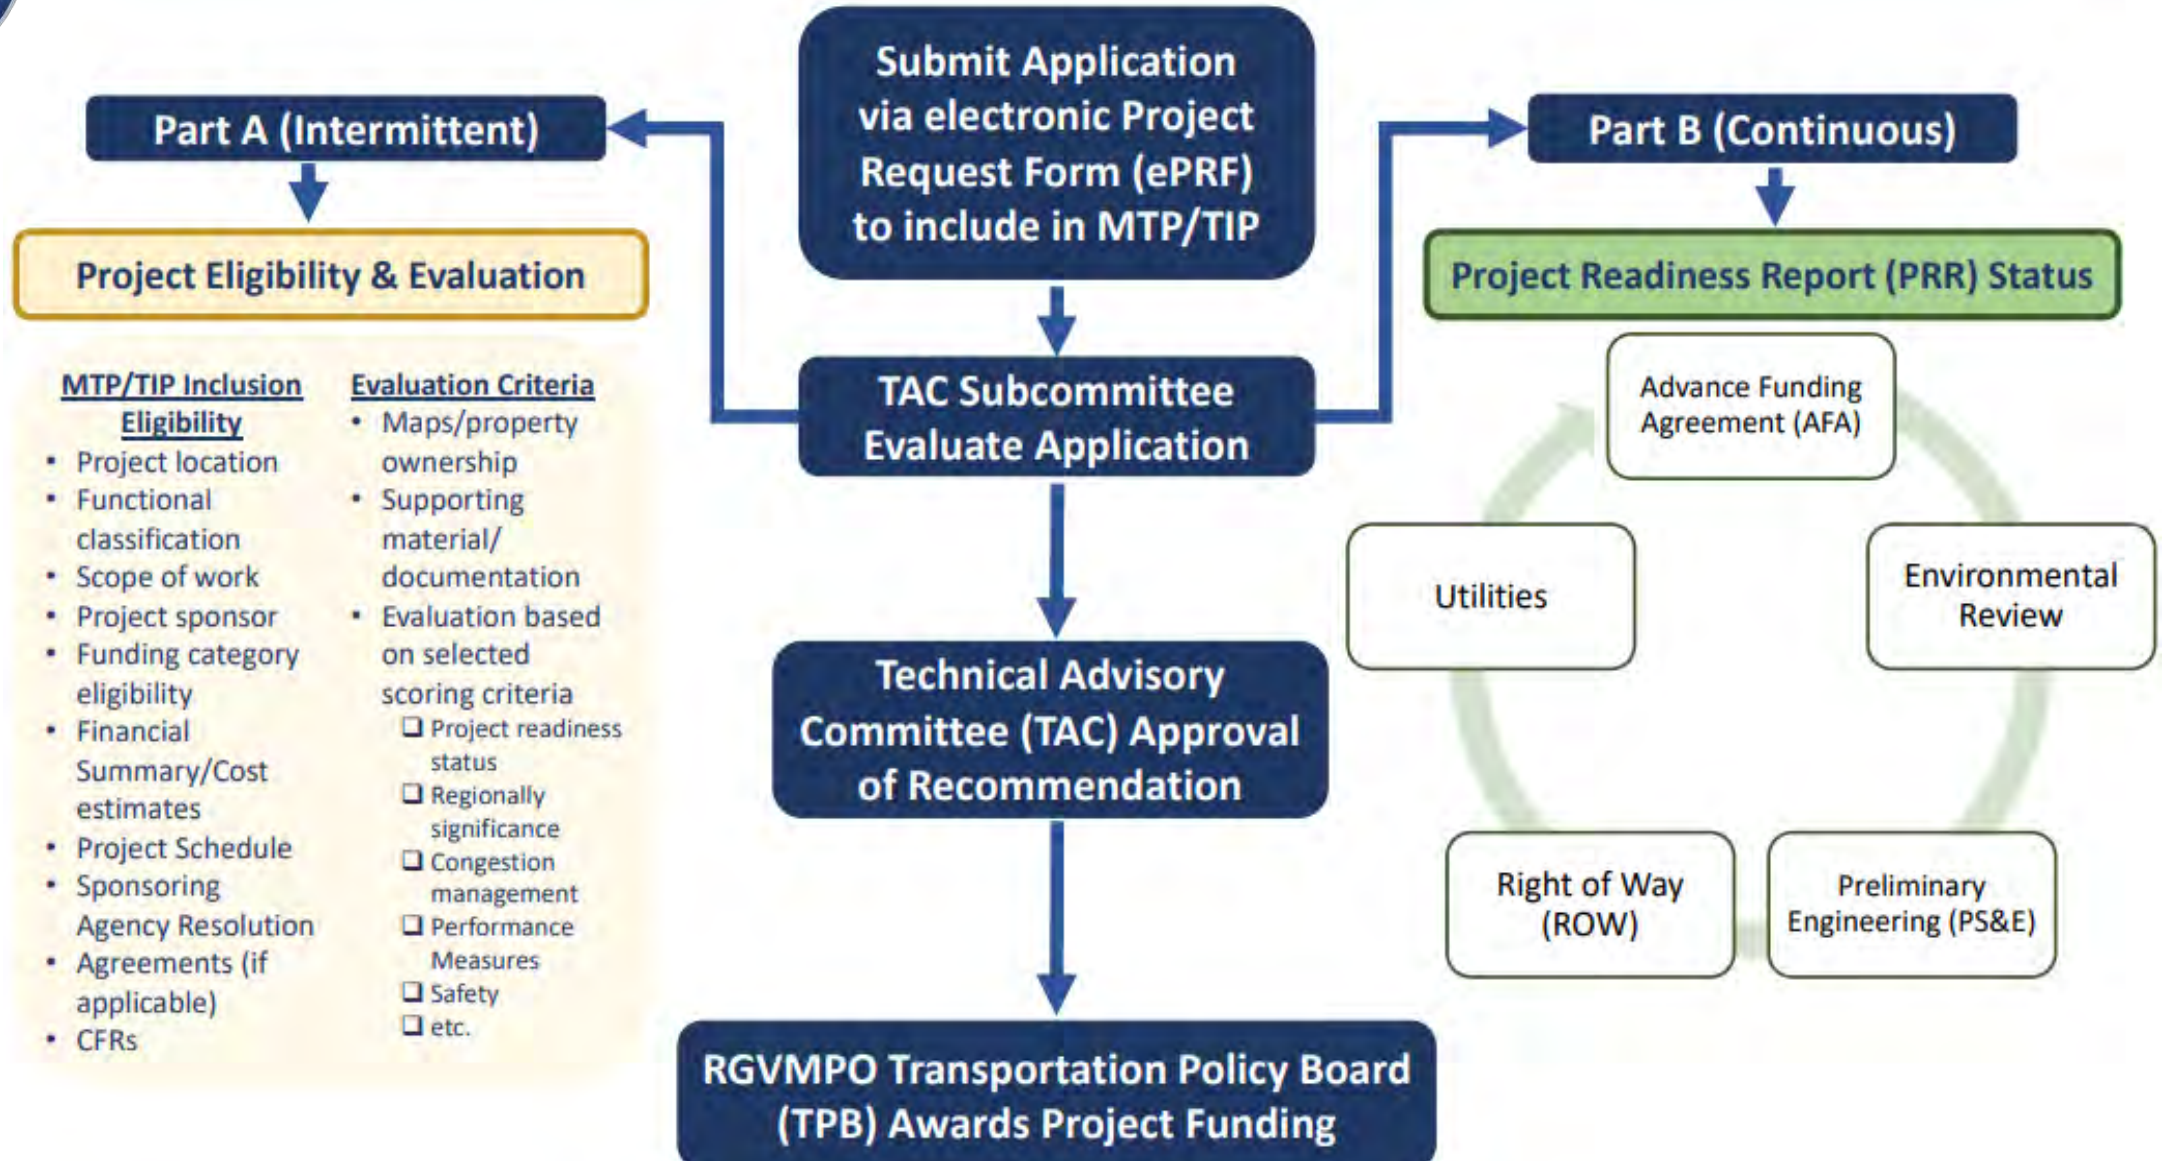 Submit Application
via electronic Project
Request Form (ePRF)
to include in MTP/TIP
Part A (Intermittent)
Part B (Continuous)
Project Eligibility & Evaluation
Project Readiness Report (PRR) Status
MTP/TIP Inclusion
Eligibility
• Project location
• Functional
classification
• Scope of work
• Project sponsor
• Funding category
eligibility
• Financial
Summary/Cost
estimates
• Project Schedule
• Sponsoring
Agency Resolution
• Agreements (if
applicable)
• CFRs
Evaluation Criteria
• Maps/property
ownership
• Supporting
material/
documentation
• Evaluation based
on selected
scoring criteria
❑ Project readiness
status
❑ Regionally
significance
❑ Congestion
management
❑ Performance
Measures
❑ Safety
❑ etc.
TAC Subcommittee
Evaluate Application
Technical Advisory
Committee (TAC) Approval
of Recommendation
RGVMPO Transportation Policy Board
(TPB) Awards Project Funding
Advance Funding
Agreement (AFA)
Environmental
Review
Preliminary
Engineering (PS&E)
Right of Way
(ROW)
Utilities